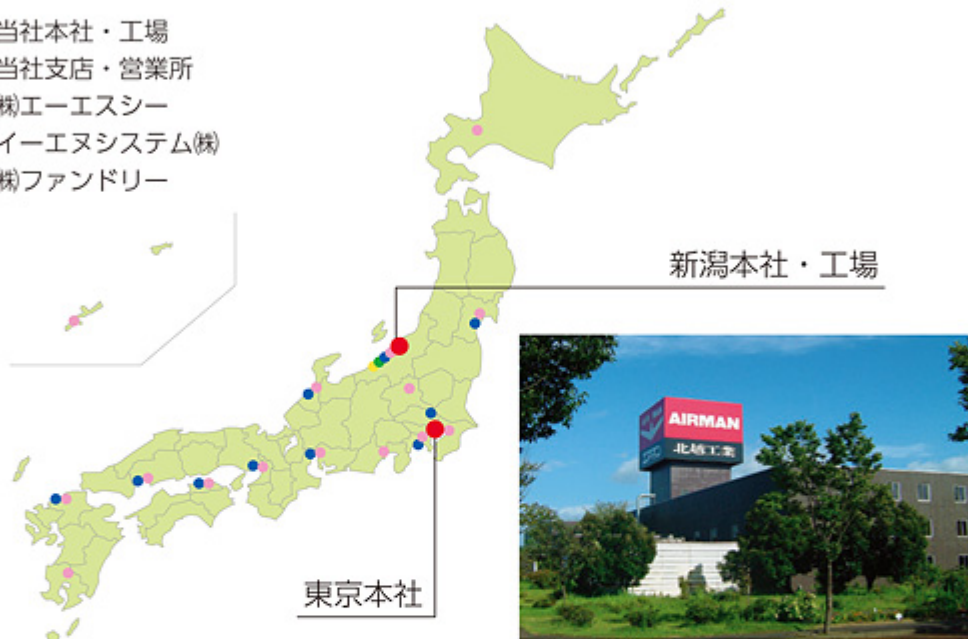 当社本社・工場
当社支店・営業所
㈱エーエスシー
イーエヌシステム㈱
㈱ファンドリー
新潟本社・工場
AIRMAN
北越工業
東京本社